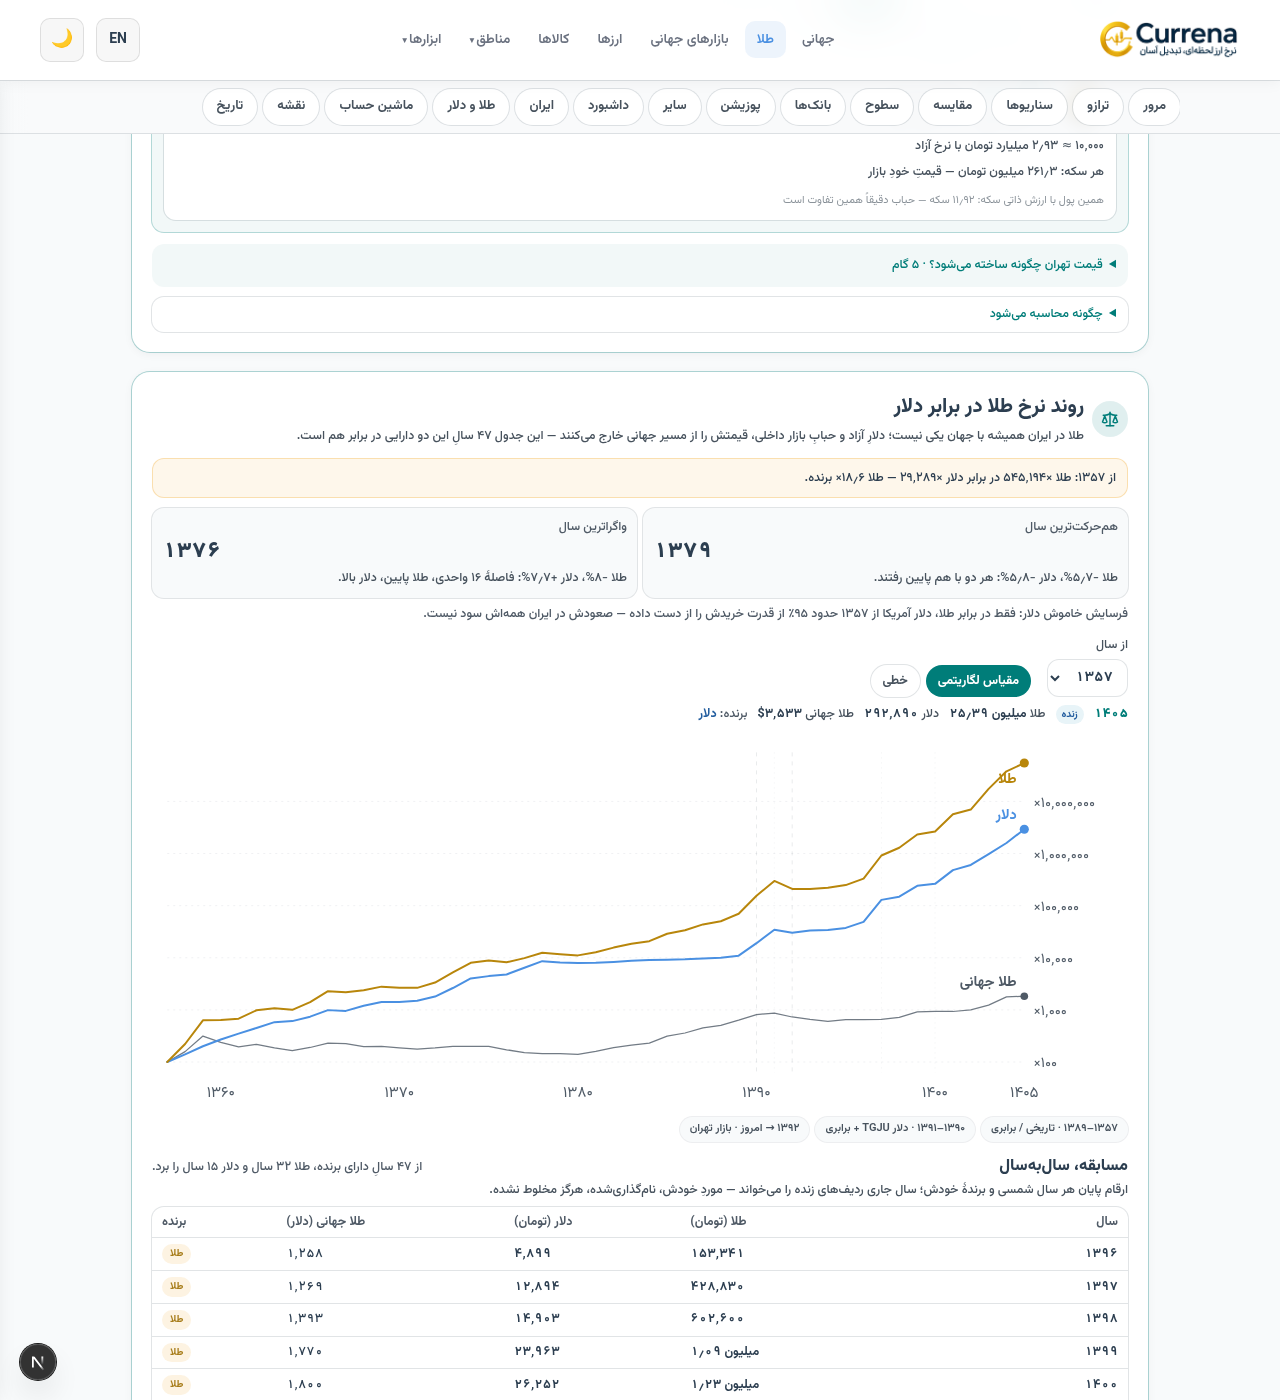 Currena
نرخ ارز لحظه‌ای، تبدیل آسان
جهانی
طلا
بازارهای جهانی
ارزها
کالاها
مناطق ▾
ابزارها ▾
EN
مرور
ترازو
سناریوها
مقایسه
سطوح
بانک‌ها
پوزیشن
سایر
داشبورد
ایران
طلا و دلار
ماشین حساب
نقشه
تاریخ
۱۰,۰۰۰ ≈ ۲٫۹۳ میلیارد تومان با نرخ آزاد
هر سکه: ۲۶۱٫۳ میلیون تومان — قیمتِ خودِ بازار
همین پول با ارزش ذاتی سکه: ۱۱٫۹۲ سکه — حباب دقیقاً همین تفاوت است
◀ قیمت تهران چگونه ساخته می‌شود؟ · ۵ گام
◀ چگونه محاسبه می‌شود
روند نرخ طلا در برابر دلار
طلا در ایران همیشه با جهان یکی نیست؛ دلارِ آزاد و حبابِ بازار داخلی، قیمتش را از مسیر جهانی خارج می‌کنند — این جدول ۴۷ سالِ این دو دارایی در برابر هم است.
از ۱۳۵۷: طلا ×۵۴۵,۱۹۴ در برابر دلار ×۲۹,۲۸۹ — طلا ۱۸٫۶× برنده.
هم‌حرکت‌ترین سال
۱۳۷۹
طلا -۵٫۷%، دلار -۵٫۸%: هر دو با هم پایین رفتند.
واگراترین سال
۱۳۷۶
طلا -۸%، دلار +۷٫۷%: فاصلهٔ ۱۶ واحدی، طلا پایین، دلار بالا.
فرسایش خاموش دلار: فقط در برابر طلا، دلار آمریکا از ۱۳۵۷ حدود ۹۵٪ از قدرت خریدش را از دست داده — صعودش در ایران همه‌اش سود نیست.
از سال
۱۳۵۷
مقیاس لگاریتمی
خطی
۱۴۰۵ زنده طلا ۲۵٫۳۹ میلیون دلار ۲۹۲,۸۹۰ طلا جهانی $۳,۵۳۳ برنده: دلار
طلا
×۱۰,۰۰۰,۰۰۰
دلار
×۱,۰۰۰,۰۰۰
×۱۰۰,۰۰۰
×۱۰,۰۰۰
طلا جهانی
×۱,۰۰۰
×۱۰۰
۱۳۶۰ ۱۳۷۰ ۱۳۸۰ ۱۳۹۰ ۱۴۰۰ ۱۴۰۵
۱۳۵۷–۱۳۸۹ · تاریخی / برابری
۱۳۹۰–۱۳۹۱ · دلار TGJU + برابری
۱۳۹۲ → امروز · بازار تهران
مسابقه، سال‌به‌سال
از ۴۷ سالِ دارای برنده، طلا ۳۲ سال و دلار ۱۵ سال را برد.
ارقام پایان هر سال شمسی و برندهٔ خودش؛ سال جاری ردیف‌های زنده را می‌خواند — موردِ خودش، نام‌گذاری‌شده، هرگز مخلوط نشده.
سال طلا (تومان) دلار (تومان) طلا جهانی (دلار) برنده
۱۳۹۶ ۱۵۳,۳۴۱ ۴,۸۹۹ ۱,۲۵۸ طلا
۱۳۹۷ ۴۲۸,۸۳۰ ۱۲,۸۹۴ ۱,۲۶۹ طلا
۱۳۹۸ ۶۰۲,۶۰۰ ۱۴,۹۰۳ ۱,۳۹۳ طلا
۱۳۹۹ ۱٫۰۹ میلیون ۲۳,۹۶۳ ۱,۷۷۰ طلا
۱۴۰۰ ۱٫۲۳ میلیون ۲۶,۲۵۲ ۱,۸۰۰ طلا